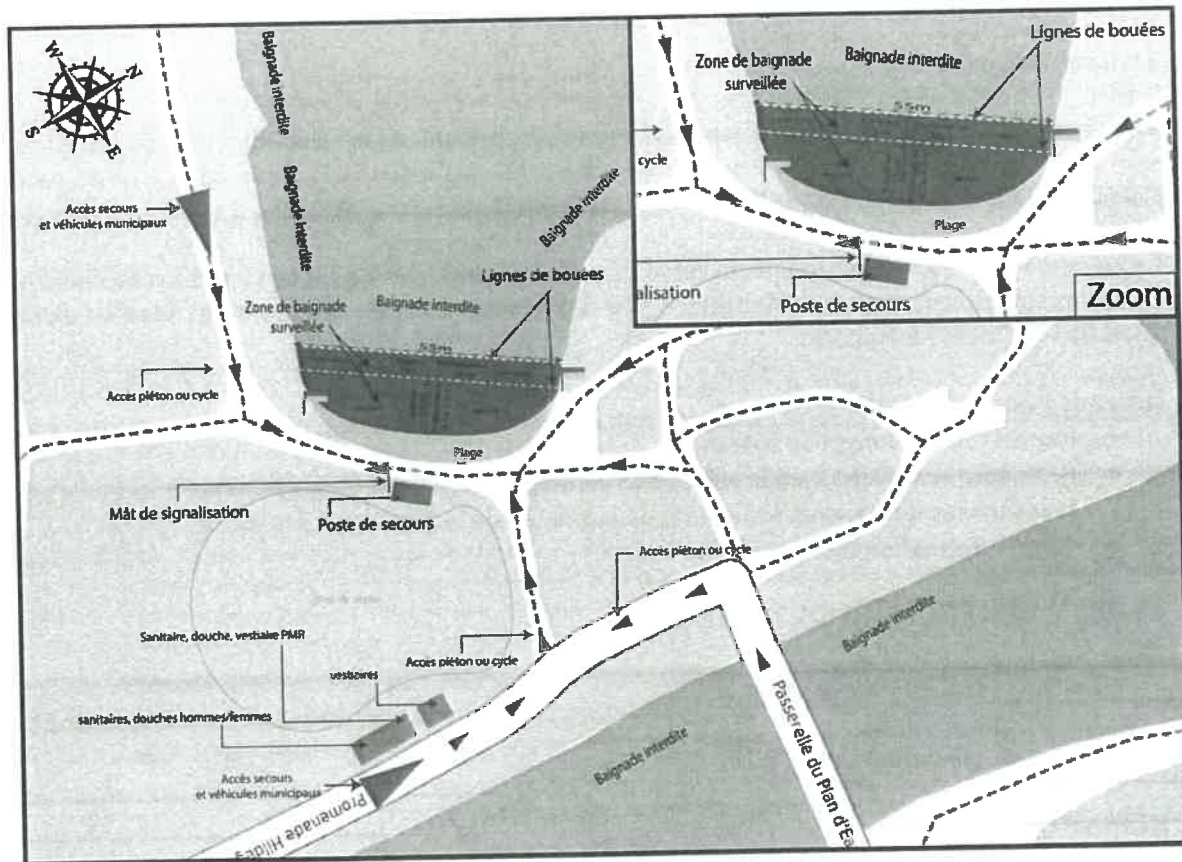 W
N
S
E
Baignade interdite
Baignade interdite
Baignade interdite
Accès secours
et véhicules municipaux
Lignes de bouées
Baignade interdite
Zone de baignade
surveillée
55m
Accès piéton ou cycle
Plage
Mât de signalisation
Poste de secours
Accès piéton ou cycle
Sanitaire, douche, vestiaire PMR
Accès piéton ou cycle
vestiaires
sanitaires, douches hommes/femmes
Accès secours
et véhicules municipaux
Promenade Hildeg
Passerelle du Plan d'Ea
Baignade interdite
Baignade interdite
Lignes de bouées
Baignade interdite
Zone de baignade
surveillée
55m
cycle
Plage
alisation
Poste de secours
Zoom